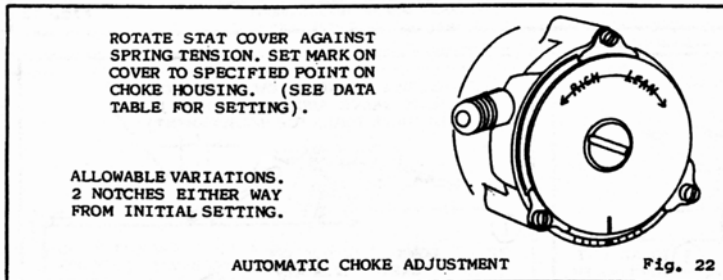 ROTATE STAT COVER AGAINST
SPRING TENSION. SET MARK ON
COVER TO SPECIFIED POINT ON
CHOKE HOUSING. (SEE DATA
TABLE FOR SETTING).
RICH LEAN
ALLOWABLE VARIATIONS.
2 NOTCHES EITHER WAY
FROM INITIAL SETTING.
AUTOMATIC CHOKE ADJUSTMENT Fig. 22